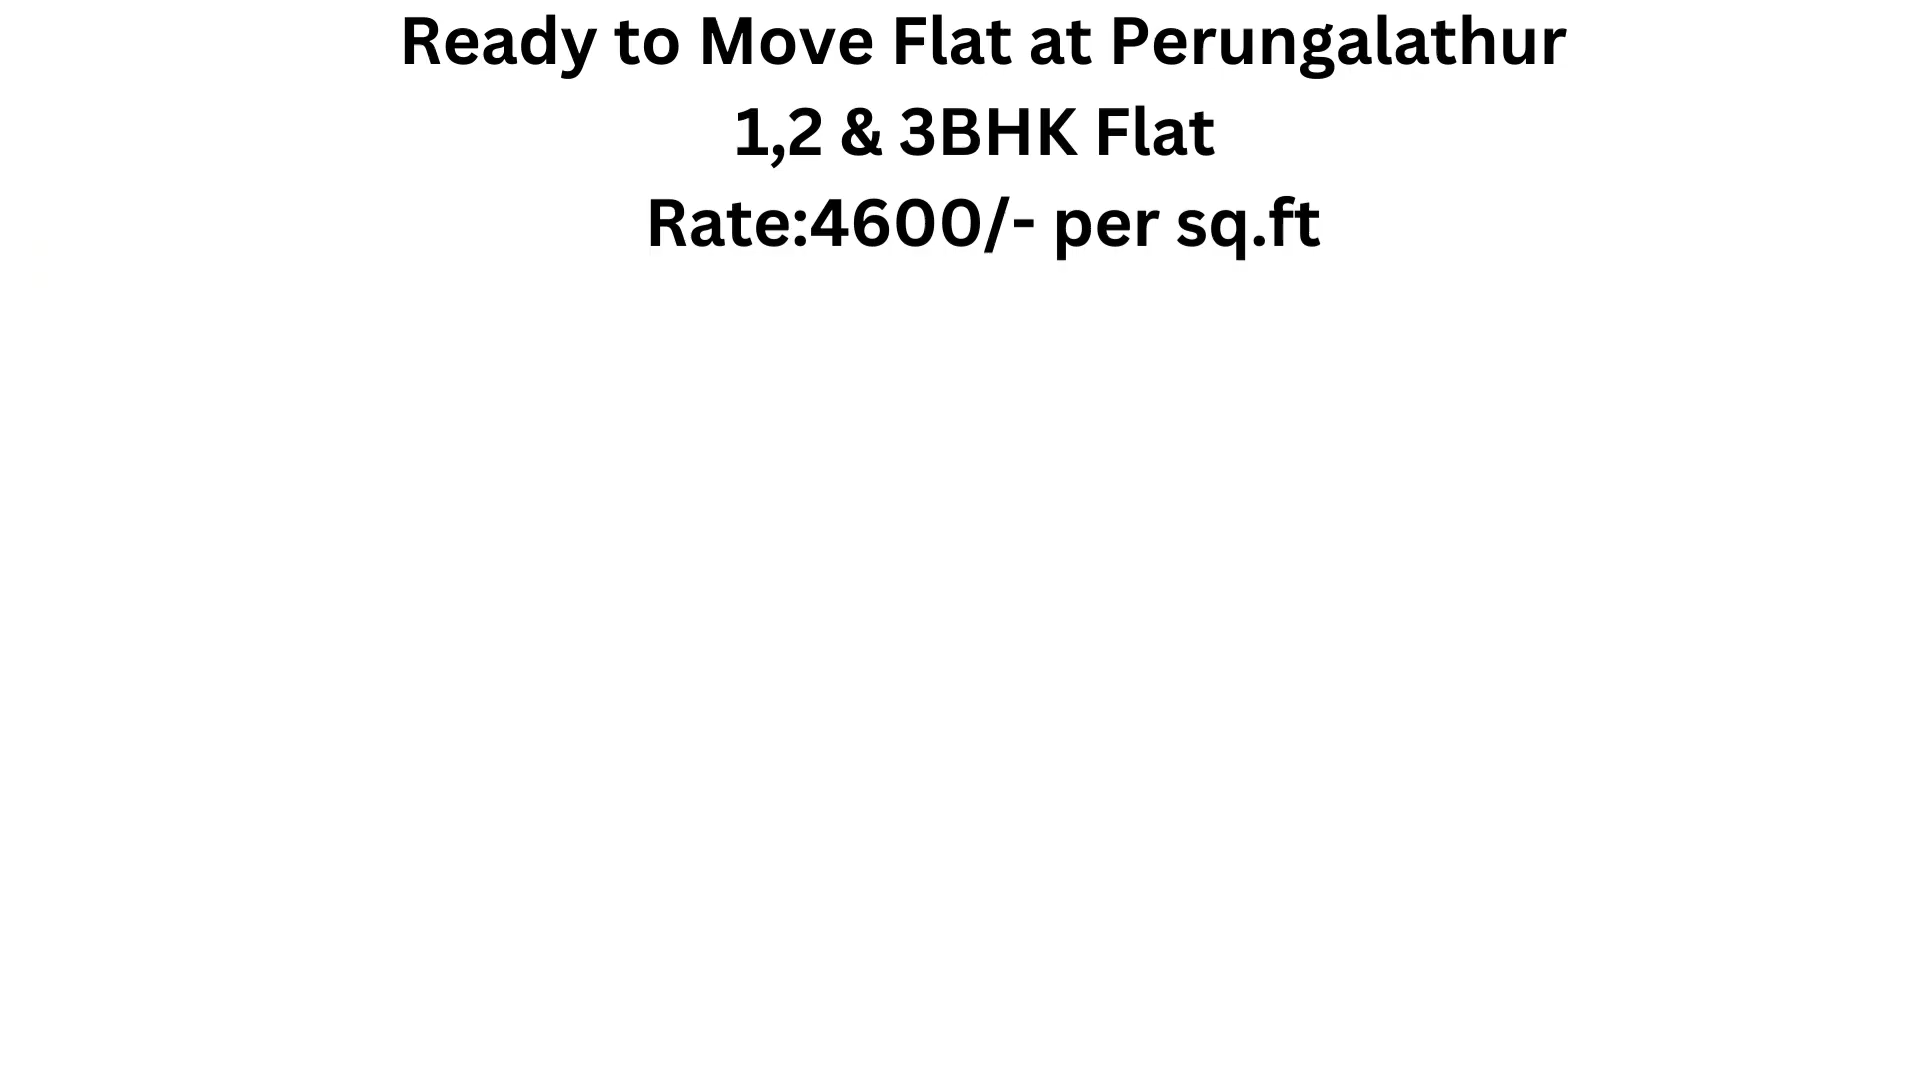 Ready to Move Flat at Perungalathur
1,2 & 3BHK Flat
Rate:4600/- per sq.ft